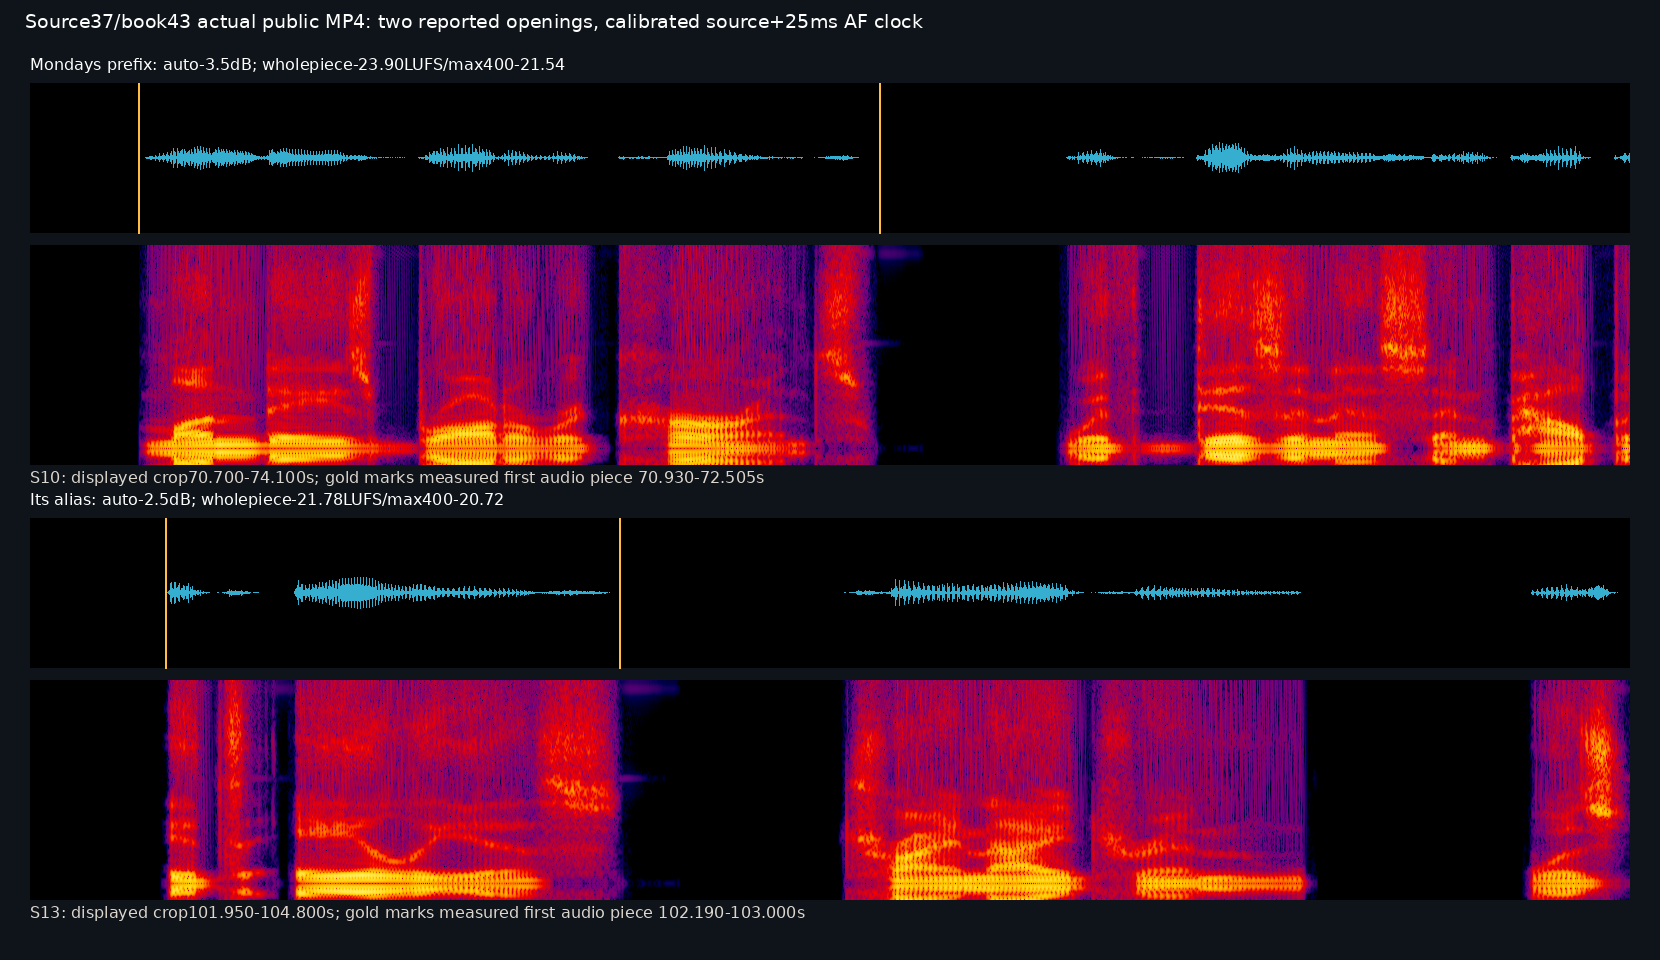 Source37/book43 actual public MP4: two reported openings, calibrated source+25ms AF clock
Mondays prefix: auto-3.5dB; wholepiece-23.90LUFS/max400-21.54
S10: displayed crop70.700-74.100s; gold marks measured first audio piece 70.930-72.505s
Its alias: auto-2.5dB; wholepiece-21.78LUFS/max400-20.72
S13: displayed crop101.950-104.800s; gold marks measured first audio piece 102.190-103.000s